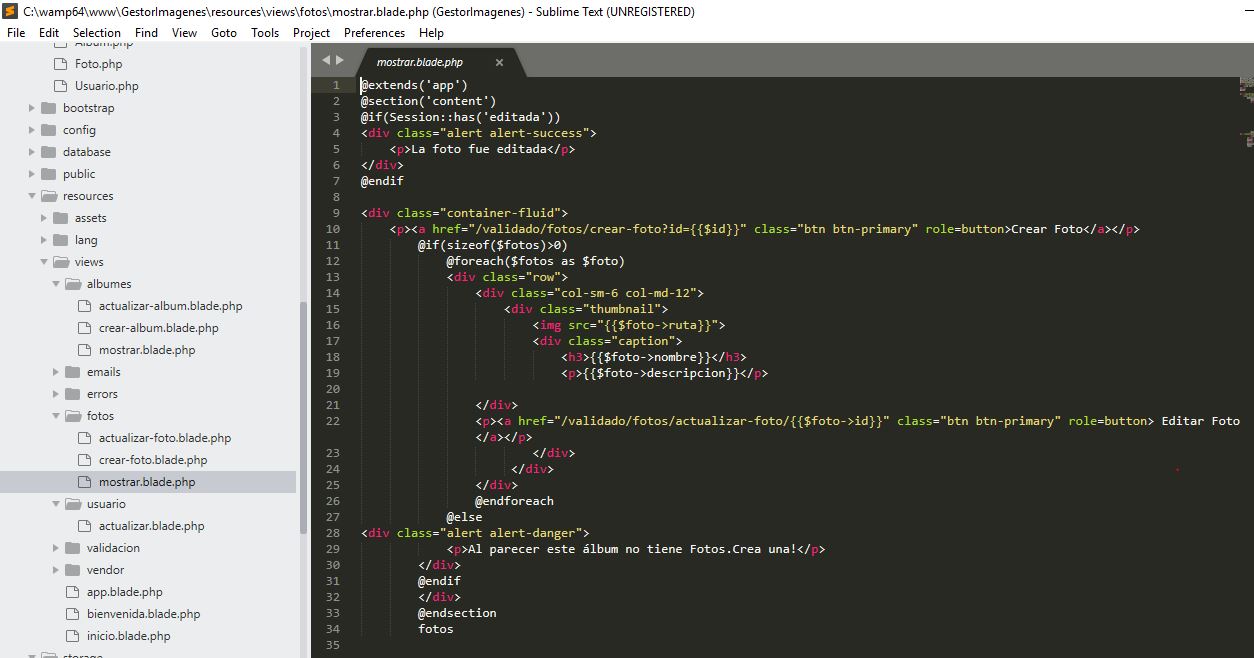 C:\wamp64\www\GestorImagenes\resources\views\fotos\mostrar.blade.php (GestorImagenes) - Sublime Text (UNREGISTERED)
File Edit Selection Find View Goto Tools Project Preferences Help
Album.php
Foto.php
Usuario.php
bootstrap
config
database
public
resources
assets
lang
views
albumes
actualizar-album.blade.php
crear-album.blade.php
mostrar.blade.php
emails
errors
fotos
actualizar-foto.blade.php
crear-foto.blade.php
mostrar.blade.php
usuario
actualizar.blade.php
validacion
vendor
app.blade.php
bienvenida.blade.php
inicio.blade.php
storage
mostrar.blade.php
1 @extends('app')
2 @section('content')
3 @if(Session::has('editada'))
4 <div class="alert alert-success">
5     <p>La foto fue editada</p>
6 </div>
7 @endif
8
9 <div class="container-fluid">
10     <p><a href="/validado/fotos/crear-foto?id={{$id}}" class="btn btn-primary" role=button>Crear Foto</a></p>
11         @if(sizeof($fotos)>0)
12             @foreach($fotos as $foto)
13             <div class="row">
14                 <div class="col-sm-6 col-md-12">
15                     <div class="thumbnail">
16                         <img src="{{$foto->ruta}}">
17                         <div class="caption">
18                             <h3>{{$foto->nombre}}</h3>
19                             <p>{{$foto->descripcion}}</p>
20
21                 </div>
22                 <p><a href="/validado/fotos/actualizar-foto/{{$foto->id}}" class="btn btn-primary" role=button> Editar Foto
                </a></p>
23                         </div>
24                      </div>
25                 </div>
26                 @endforeach
27             @else
28 <div class="alert alert-danger">
29             <p>Al parecer este álbum no tiene Fotos.Crea una!</p>
30         </div>
31         @endif
32         </div>
33         @endsection
34         fotos
35